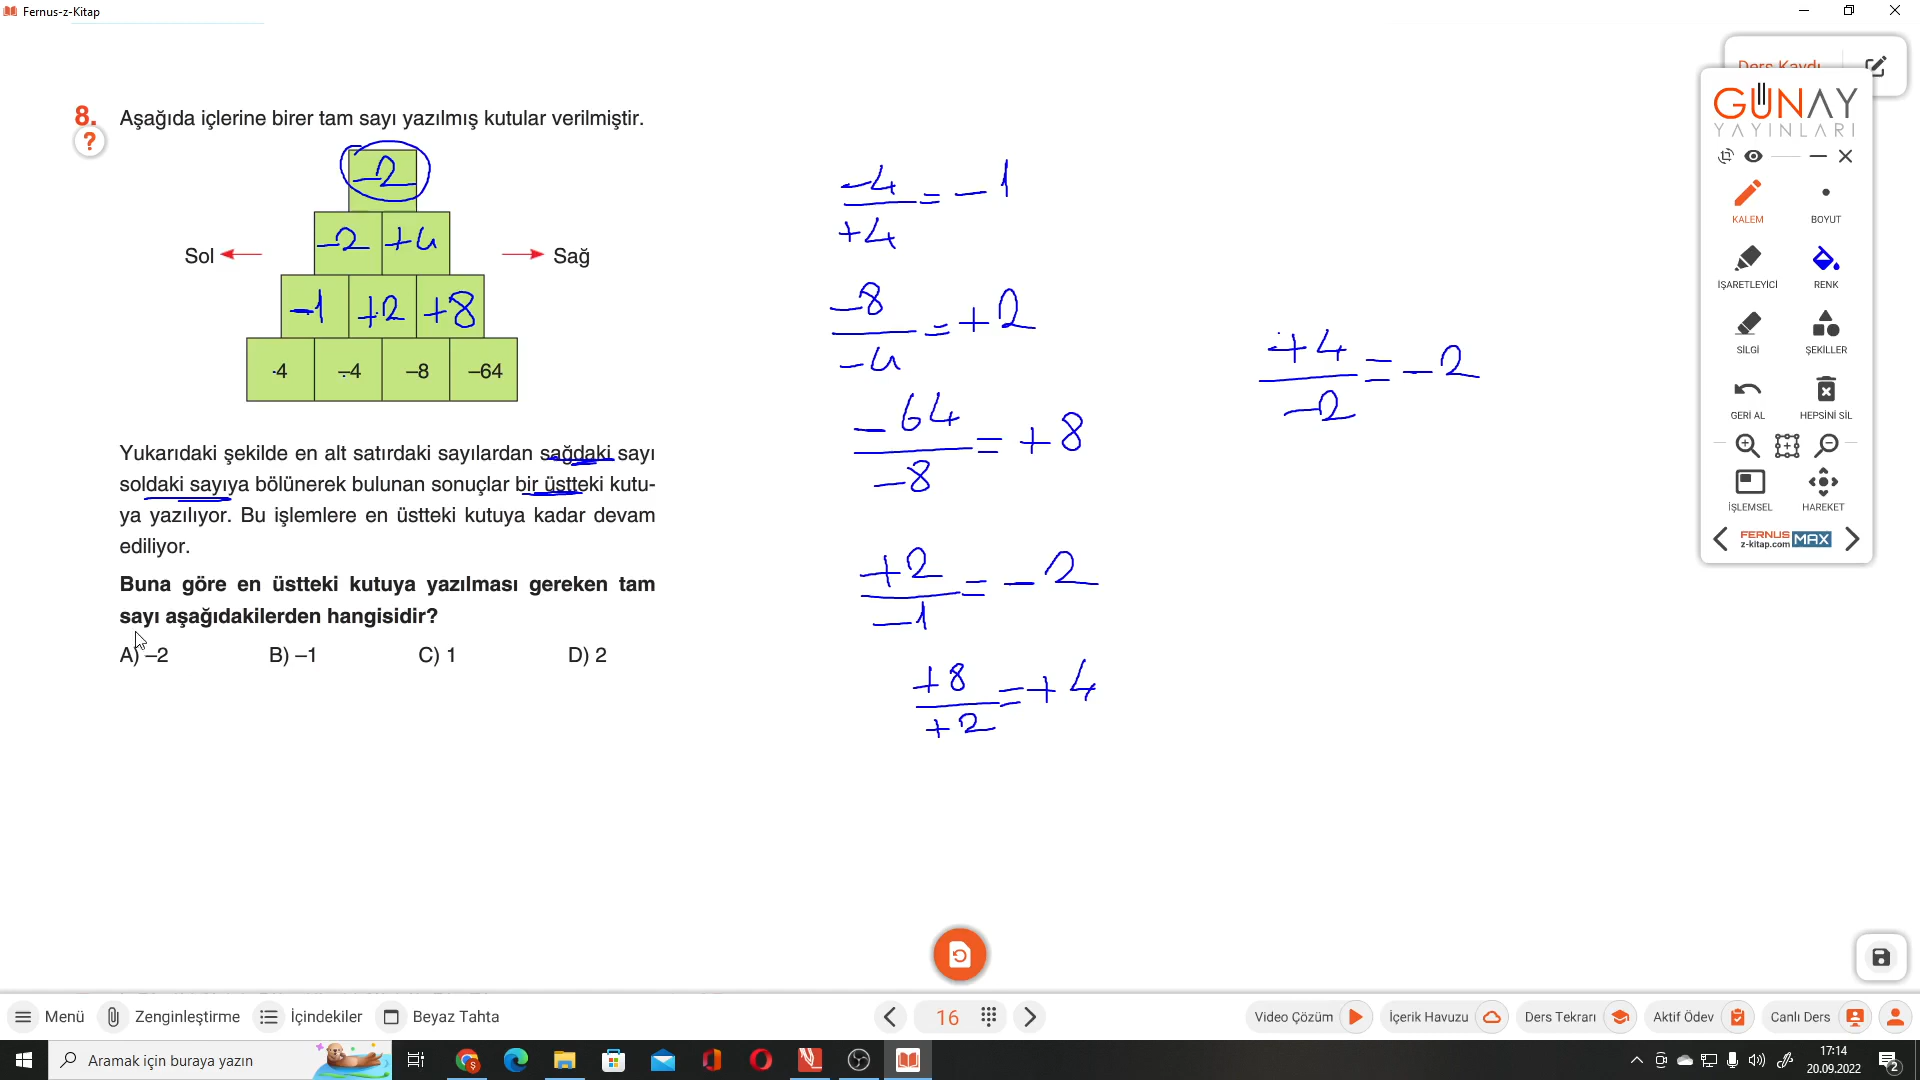 Fernus-z-Kitap
8. Aşağıda içlerine birer tam sayı yazılmış kutular verilmiştir.
?
-2
-2 +4
Sol Sağ
-1 +2 +8
4 –4 –8 –64
Yukarıdaki şekilde en alt satırdaki sayılardan sağdaki sayı
soldaki sayıya bölünerek bulunan sonuçlar bir üstteki kutu-
ya yazılıyor. Bu işlemlere en üstteki kutuya kadar devam
ediliyor.
Buna göre en üstteki kutuya yazılması gereken tam
sayı aşağıdakilerden hangisidir?
A) –2 B) –1 C) 1 D) 2
-4/+4 = -1
-8/-4 = +2
-64/-8 = +8
+2/-1 = -2
+8/+2 = +4
+4/-2 = -2
Ders Kaydı
GÜNAY
YAYINLARI
KALEM BOYUT
İŞARETLEYİCİ RENK
SİLGİ ŞEKİLLER
GERİ AL HEPSİNİ SİL
İŞLEMSEL HAREKET
FERNUS
z-kitap.com MAX
Menü Zenginleştirme İçindekiler Beyaz Tahta 16 Video Çözüm İçerik Havuzu Ders Tekrarı Aktif Ödev Canlı Ders
Aramak için buraya yazın
17:14
20.09.2022
2